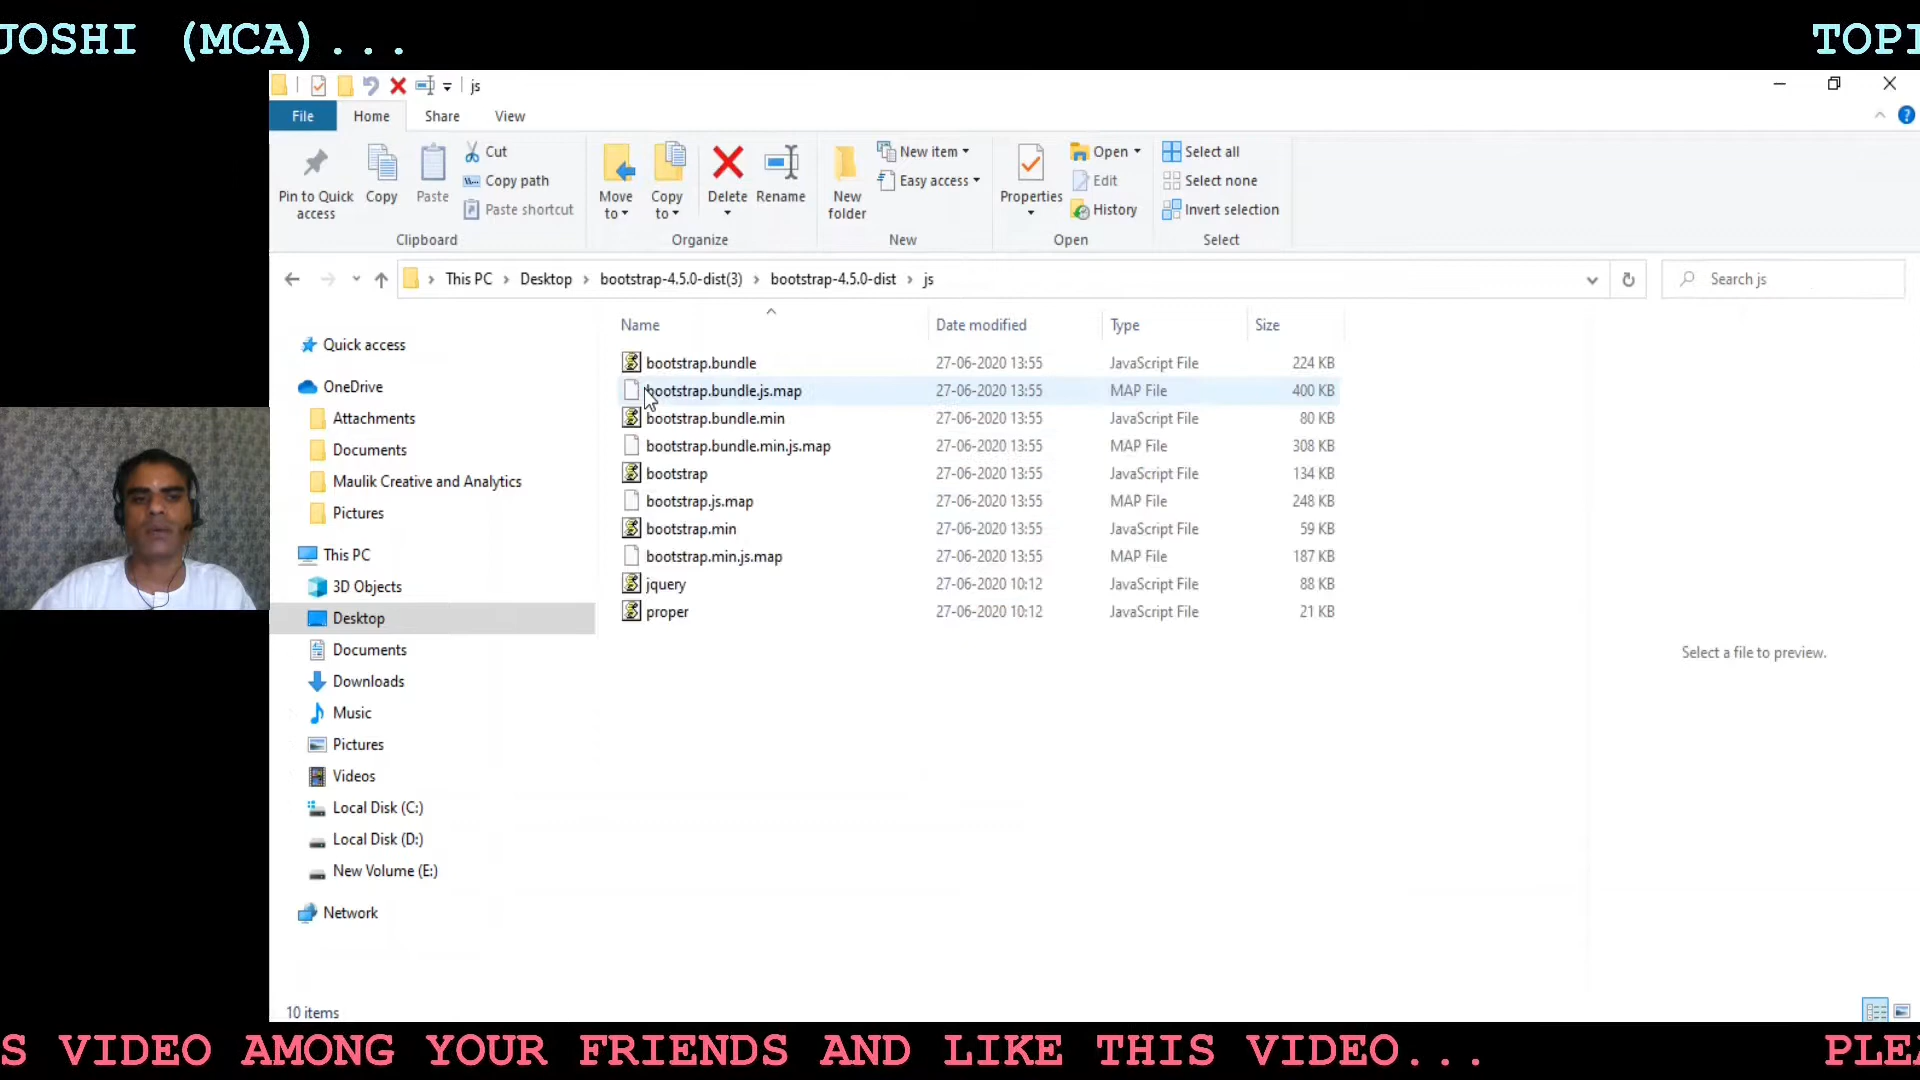 JOSHI (MCA)...
TOPI
js
File Home Share View
Pin to Quick access
Copy
Paste
Cut
Copy path
Paste shortcut
Clipboard
Move to
Copy to
Delete
Rename
Organize
New folder
New item
Easy access
New
Properties
Open
Edit
History
Open
Select all
Select none
Invert selection
Select
This PC > Desktop > bootstrap-4.5.0-dist(3) > bootstrap-4.5.0-dist > js
Search js
Quick access
OneDrive
Attachments
Documents
Maulik Creative and Analytics
Pictures
This PC
3D Objects
Desktop
Documents
Downloads
Music
Pictures
Videos
Local Disk (C:)
Local Disk (D:)
New Volume (E:)
Network
Name Date modified Type Size
bootstrap.bundle 27-06-2020 13:55 JavaScript File 224 KB
bootstrap.bundle.js.map 27-06-2020 13:55 MAP File 400 KB
bootstrap.bundle.min 27-06-2020 13:55 JavaScript File 80 KB
bootstrap.bundle.min.js.map 27-06-2020 13:55 MAP File 308 KB
bootstrap 27-06-2020 13:55 JavaScript File 134 KB
bootstrap.js.map 27-06-2020 13:55 MAP File 248 KB
bootstrap.min 27-06-2020 13:55 JavaScript File 59 KB
bootstrap.min.js.map 27-06-2020 13:55 MAP File 187 KB
jquery 27-06-2020 10:12 JavaScript File 88 KB
proper 27-06-2020 10:12 JavaScript File 21 KB
Select a file to preview.
10 items
S VIDEO AMONG YOUR FRIENDS AND LIKE THIS VIDEO...
PLEA